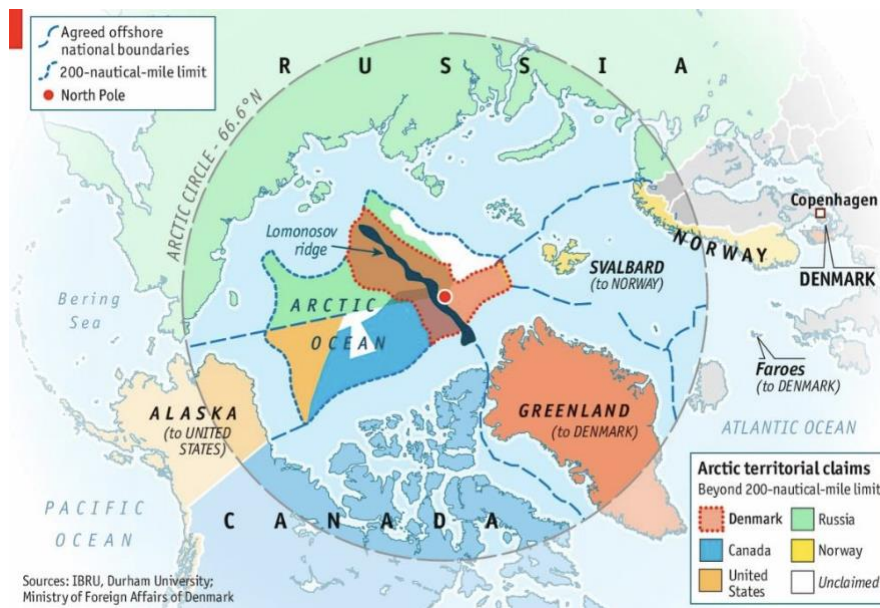 Agreed offshore
national boundaries
200-nautical-mile limit
North Pole
R U S S I A
ARCTIC CIRCLE - 66.6°N
Lomonosov
ridge
Copenhagen
NORWAY
DENMARK
SVALBARD
(to NORWAY)
Bering
Sea
ARCTIC
OCEAN
Faroes
(to DENMARK)
ALASKA
(to UNITED
STATES)
GREENLAND
(to DENMARK)
ATLANTIC OCEAN
PACIFIC
OCEAN
C A N A D A
Arctic territorial claims
Beyond 200-nautical-mile limit
Denmark
Russia
Canada
Norway
United
States
Unclaimed
Sources: IBRU, Durham University;
Ministry of Foreign Affairs of Denmark